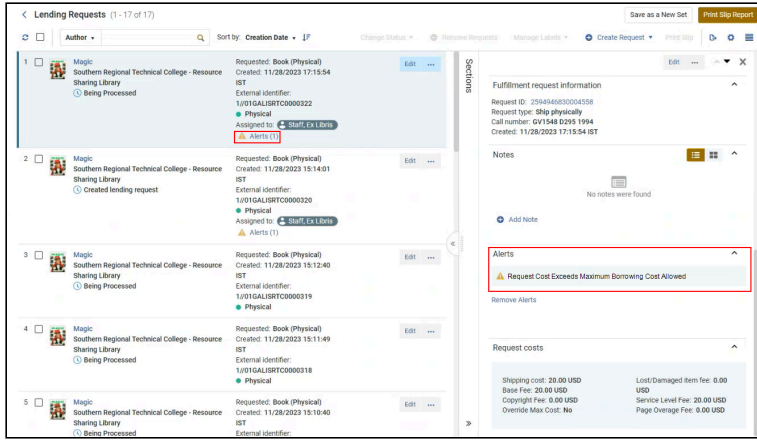 Lending Requests (1 - 17 of 17)
Save as a New Set
Print Slip Report
Author
Sort by: Creation Date
Change Status
Remove Requests
Manage Labels
Create Request
Print Slip
1
Magic
Southern Regional Technical College - Resource
Sharing Library
Being Processed
Requested: Book (Physical)
Created: 11/28/2023 17:15:54
IST
External identifier:
1//01GALISRTC0000322
Physical
Assigned to: Staff, Ex Libris
Alerts (1)
Edit
2
Magic
Southern Regional Technical College - Resource
Sharing Library
Created lending request
Requested: Book (Physical)
Created: 11/28/2023 15:14:01
IST
External identifier:
1//01GALISRTC0000320
Physical
Assigned to: Staff, Ex Libris
Alerts (1)
Edit
3
Magic
Southern Regional Technical College - Resource
Sharing Library
Being Processed
Requested: Book (Physical)
Created: 11/28/2023 15:12:40
IST
External identifier:
1//01GALISRTC0000319
Physical
Edit
4
Magic
Southern Regional Technical College - Resource
Sharing Library
Being Processed
Requested: Book (Physical)
Created: 11/28/2023 15:11:49
IST
External identifier:
1//01GALISRTC0000318
Physical
Edit
5
Magic
Southern Regional Technical College - Resource
Sharing Library
Being Processed
Requested: Book (Physical)
Created: 11/28/2023 15:10:40
IST
External identifier:
Edit
Sections
Edit
Fulfillment request information
Request ID: 2594946830004558
Request type: Ship physically
Call number: GV1548 D295 1994
Created: 11/28/2023 17:15:54 IST
Notes
No notes were found
Add Note
Alerts
Request Cost Exceeds Maximum Borrowing Cost Allowed
Remove Alerts
Request costs
Shipping cost: 20.00 USD
Base Fee: 20.00 USD
Copyright Fee: 0.00 USD
Override Max Cost: No
Lost/Damaged item fee: 0.00
USD
Service Level Fee: 20.00 USD
Page Overage Fee: 0.00 USD